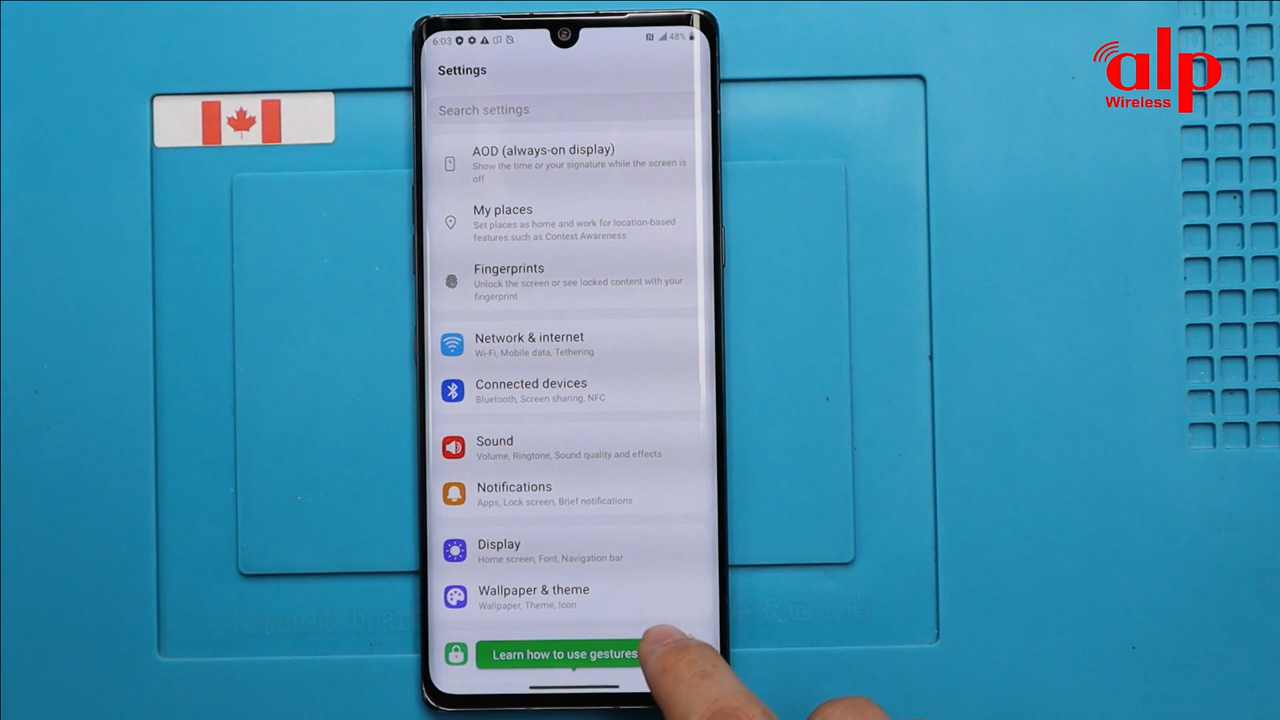 6:03
48%
alp
Wireless
Settings
Search settings
AOD (always-on display)
Show the time or your signature while the screen is
off
My places
Set places as home and work for location-based
features such as Context Awareness
Fingerprints
Unlock the screen or see locked content with your
fingerprint
Network & internet
Wi-Fi, Mobile data, Tethering
Connected devices
Bluetooth, Screen sharing, NFC
Sound
Volume, Ringtone, Sound quality and effects
Notifications
Apps, Lock screen, Brief notifications
Display
Home screen, Font, Navigation bar
Wallpaper & theme
Wallpaper, Theme, Icon
Learn how to use gestures